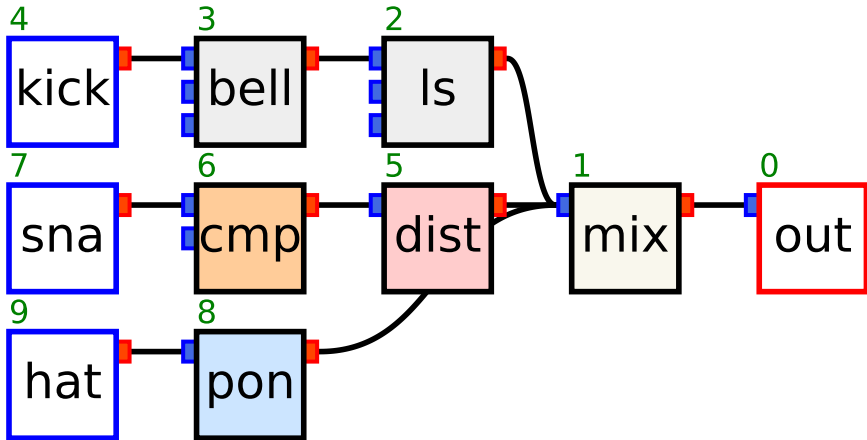 4 3 2
kick bell ls
7 6 5 1 0
sna cmp dist mix out
9 8
hat pon